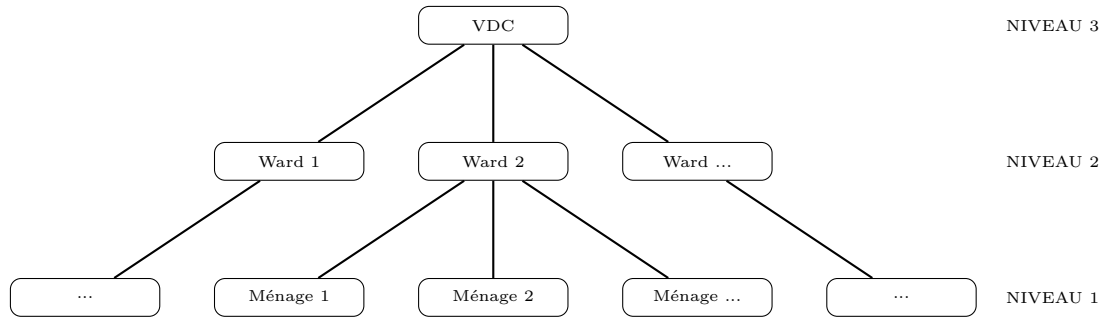 VDC NIVEAU 3
Ward 1 Ward 2 Ward ... NIVEAU 2
... Ménage 1 Ménage 2 Ménage ... ... NIVEAU 1